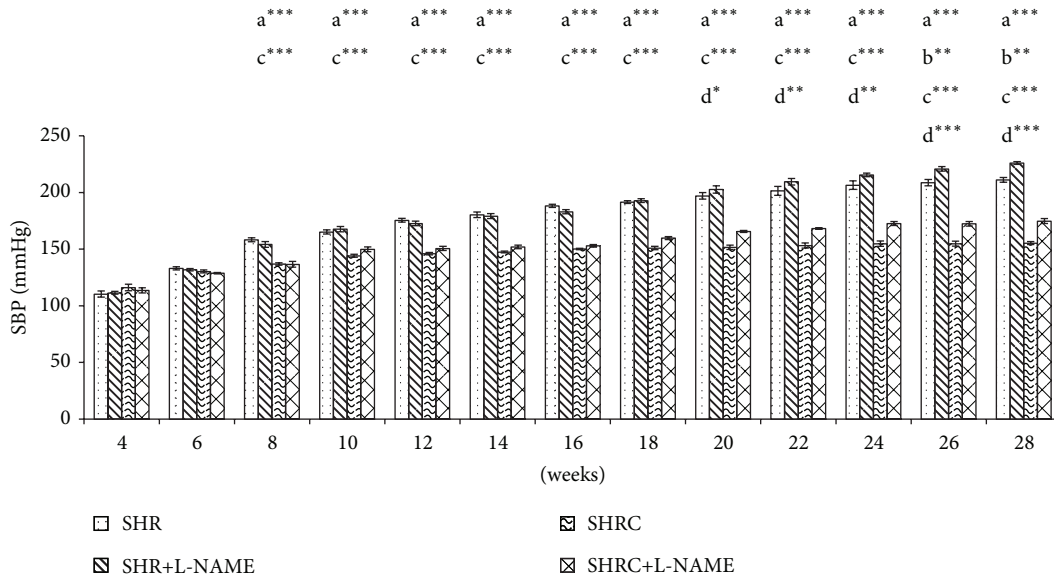 a*** a*** a*** a*** a*** a*** a*** a*** a*** a*** a***
c*** c*** c*** c*** c*** c*** c*** c*** c*** b** b**
d* d** d** c*** c***
d*** d***
250
200
150
100
50
0
SBP (mmHg)
4 6 8 10 12 14 16 18 20 22 24 26 28
(weeks)
SHR SHRC
SHR+L-NAME SHRC+L-NAME